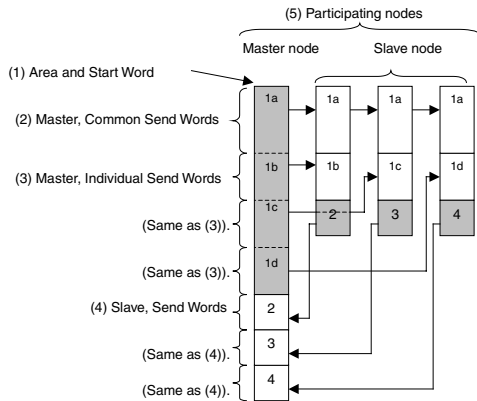 (5) Participating nodes
Master node
Slave node
(1) Area and Start Word
1a
1a
1a
1a
(2) Master, Common Send Words
1b
1b
1c
1d
(3) Master, Individual Send Words
1c
2
3
4
(Same as (3)).
1d
(Same as (3)).
(4) Slave, Send Words
2
3
(Same as (4)).
4
(Same as (4)).